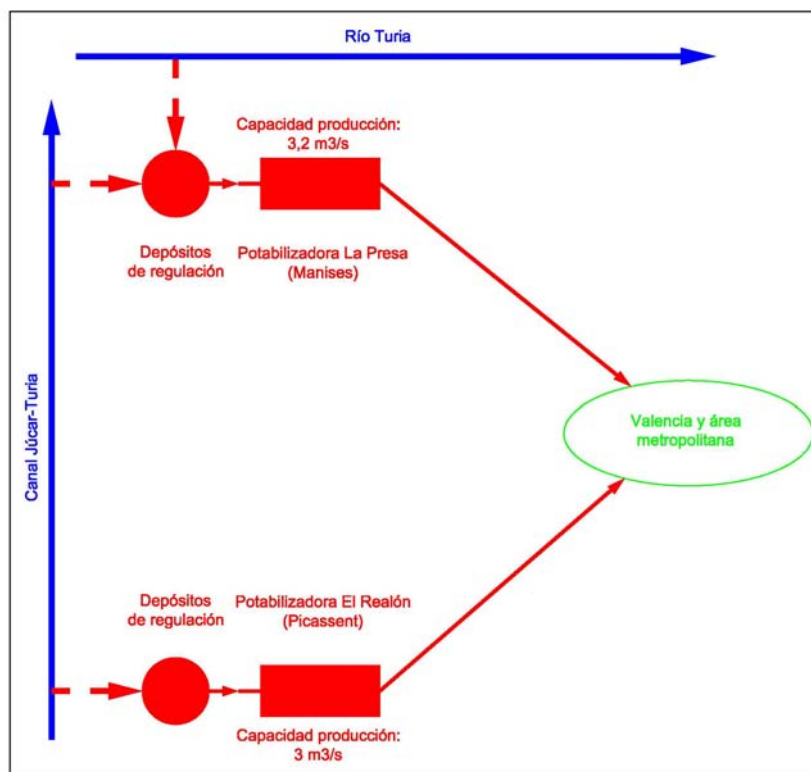 Río Turia
Capacidad producción:
3,2 m3/s
Depósitos
de regulación
Potabilizadora La Presa
(Manises)
Canal Júcar-Turia
Valencia y área
metropolitana
Depósitos
de regulación
Potabilizadora El Realón
(Picassent)
Capacidad producción:
3 m3/s